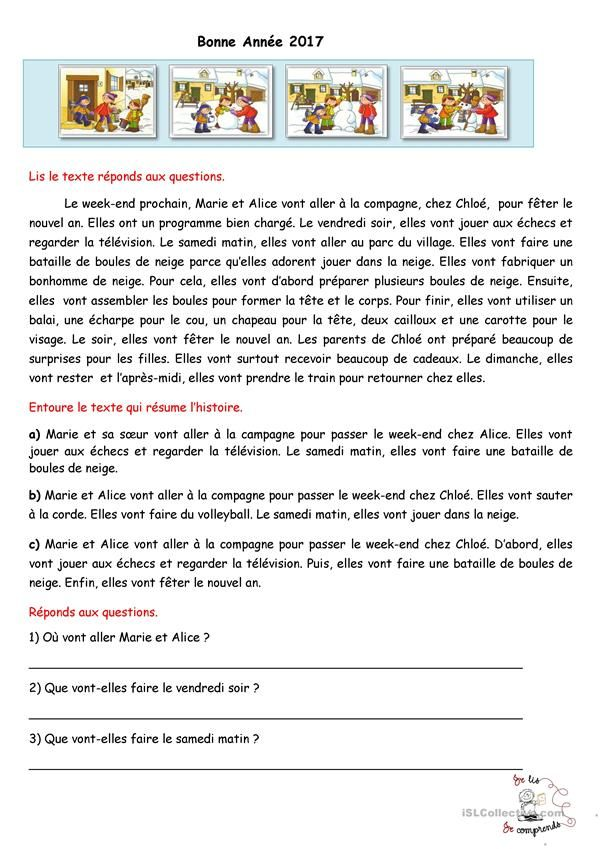 Bonne Année 2017
Lis le texte réponds aux questions.
Le week-end prochain, Marie et Alice vont aller à la compagne, chez Chloé, pour fêter le
nouvel an. Elles ont un programme bien chargé. Le vendredi soir, elles vont jouer aux échecs et
regarder la télévision. Le samedi matin, elles vont aller au parc du village. Elles vont faire une
bataille de boules de neige parce qu'elles adorent jouer dans la neige. Elles vont fabriquer un
bonhomme de neige. Pour cela, elles vont d'abord préparer plusieurs boules de neige. Ensuite,
elles vont assembler les boules pour former la tête et le corps. Pour finir, elles vont utiliser un
balai, une écharpe pour le cou, un chapeau pour la tête, deux cailloux et une carotte pour le
visage. Le soir, elles vont fêter le nouvel an. Les parents de Chloé ont préparé beaucoup de
surprises pour les filles. Elles vont surtout recevoir beaucoup de cadeaux. Le dimanche, elles
vont rester et l'après-midi, elles vont prendre le train pour retourner chez elles.
Entoure le texte qui résume l'histoire.
a) Marie et sa sœur vont aller à la campagne pour passer le week-end chez Alice. Elles vont
jouer aux échecs et regarder la télévision. Le samedi matin, elles vont faire une bataille de
boules de neige.
b) Marie et Alice vont aller à la compagne pour passer le week-end chez Chloé. Elles vont sauter
à la corde. Elles vont faire du volleyball. Le samedi matin, elles vont jouer dans la neige.
c) Marie et Alice vont aller à la compagne pour passer le week-end chez Chloé. D'abord, elles
vont jouer aux échecs et regarder la télévision. Puis, elles vont faire une bataille de boules de
neige. Enfin, elles vont fêter le nouvel an.
Réponds aux questions.
1) Où vont aller Marie et Alice ?
2) Que vont-elles faire le vendredi soir ?
3) Que vont-elles faire le samedi matin ?
Je lis
iSLCollective.com
Je comprends